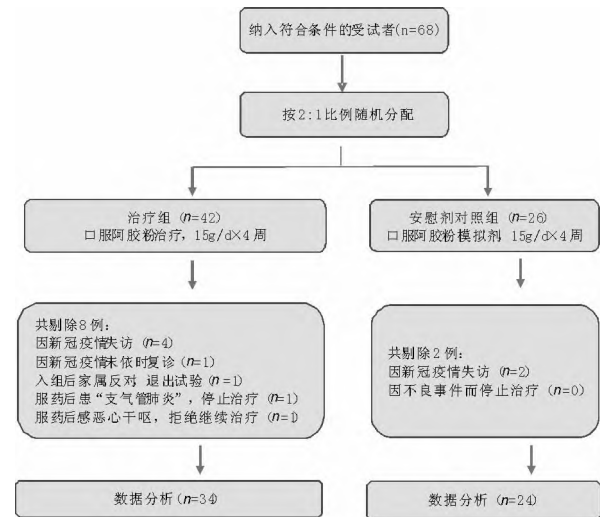 纳入符合条件的受试者(n=68)
按2:1比例随机分配
治疗组 (n=42)
口服阿胶粉治疗，15g/d×4 周
安慰剂对照组 (n=26)
口服阿胶粉模拟剂, 15g/d×4 周
共剔除8 例：
因新冠疫情失访 (n=4)
因新冠疫情未依时复诊 (n=1)
入组后家属反对 退出试验 (n=1)
服药后患“支气管肺炎”，停止治疗 (n=1)
服药后感恶心干呕，拒绝继续治疗 (n=1)
共剔除 2 例：
因新冠疫情失访 (n=2)
因不良事件而停止治疗 (n=0)
数据分析 (n=34)
数据分析 (n=24)